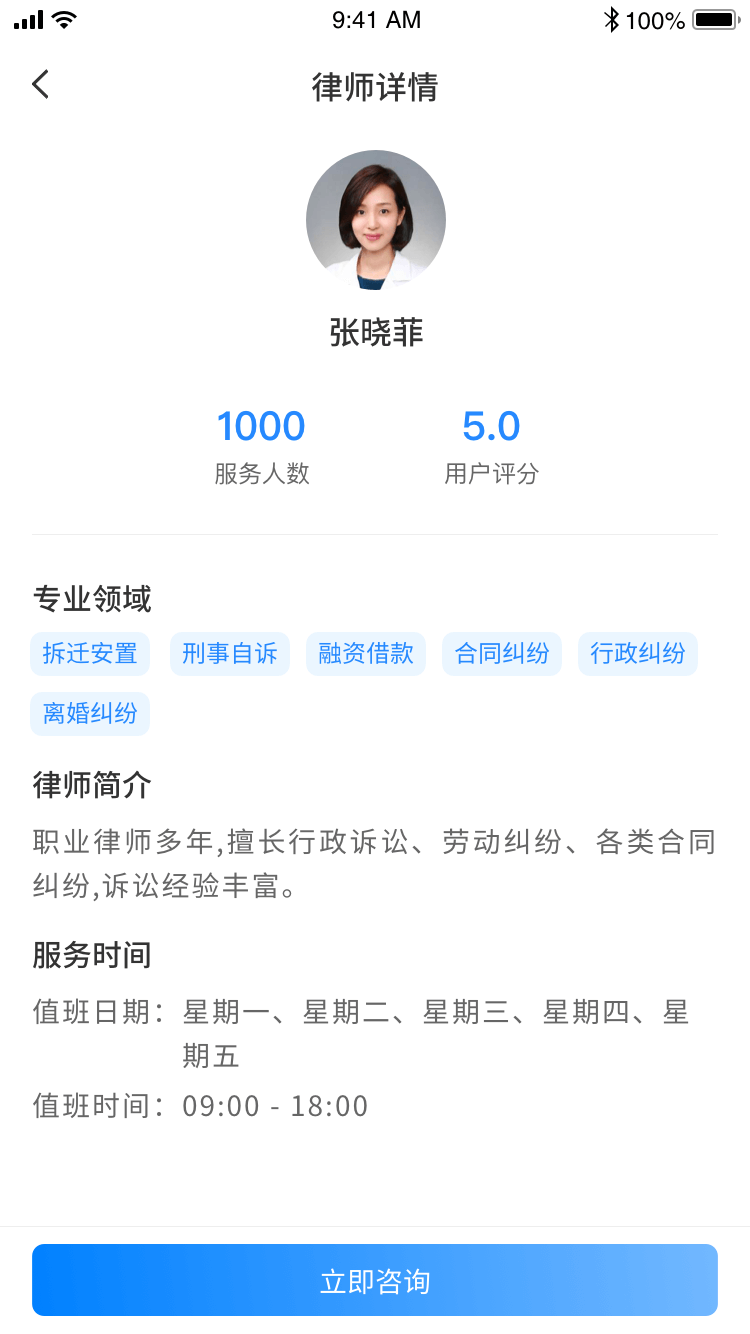 9:41 AM 100%
律师详情
张晓菲
1000 5.0
服务人数 用户评分
专业领域
拆迁安置 刑事自诉 融资借款 合同纠纷 行政纠纷
离婚纠纷
律师简介
职业律师多年,擅长行政诉讼、劳动纠纷、各类合同
纠纷,诉讼经验丰富。
服务时间
值班日期：星期一、星期二、星期三、星期四、星
期五
值班时间：09:00 - 18:00
立即咨询